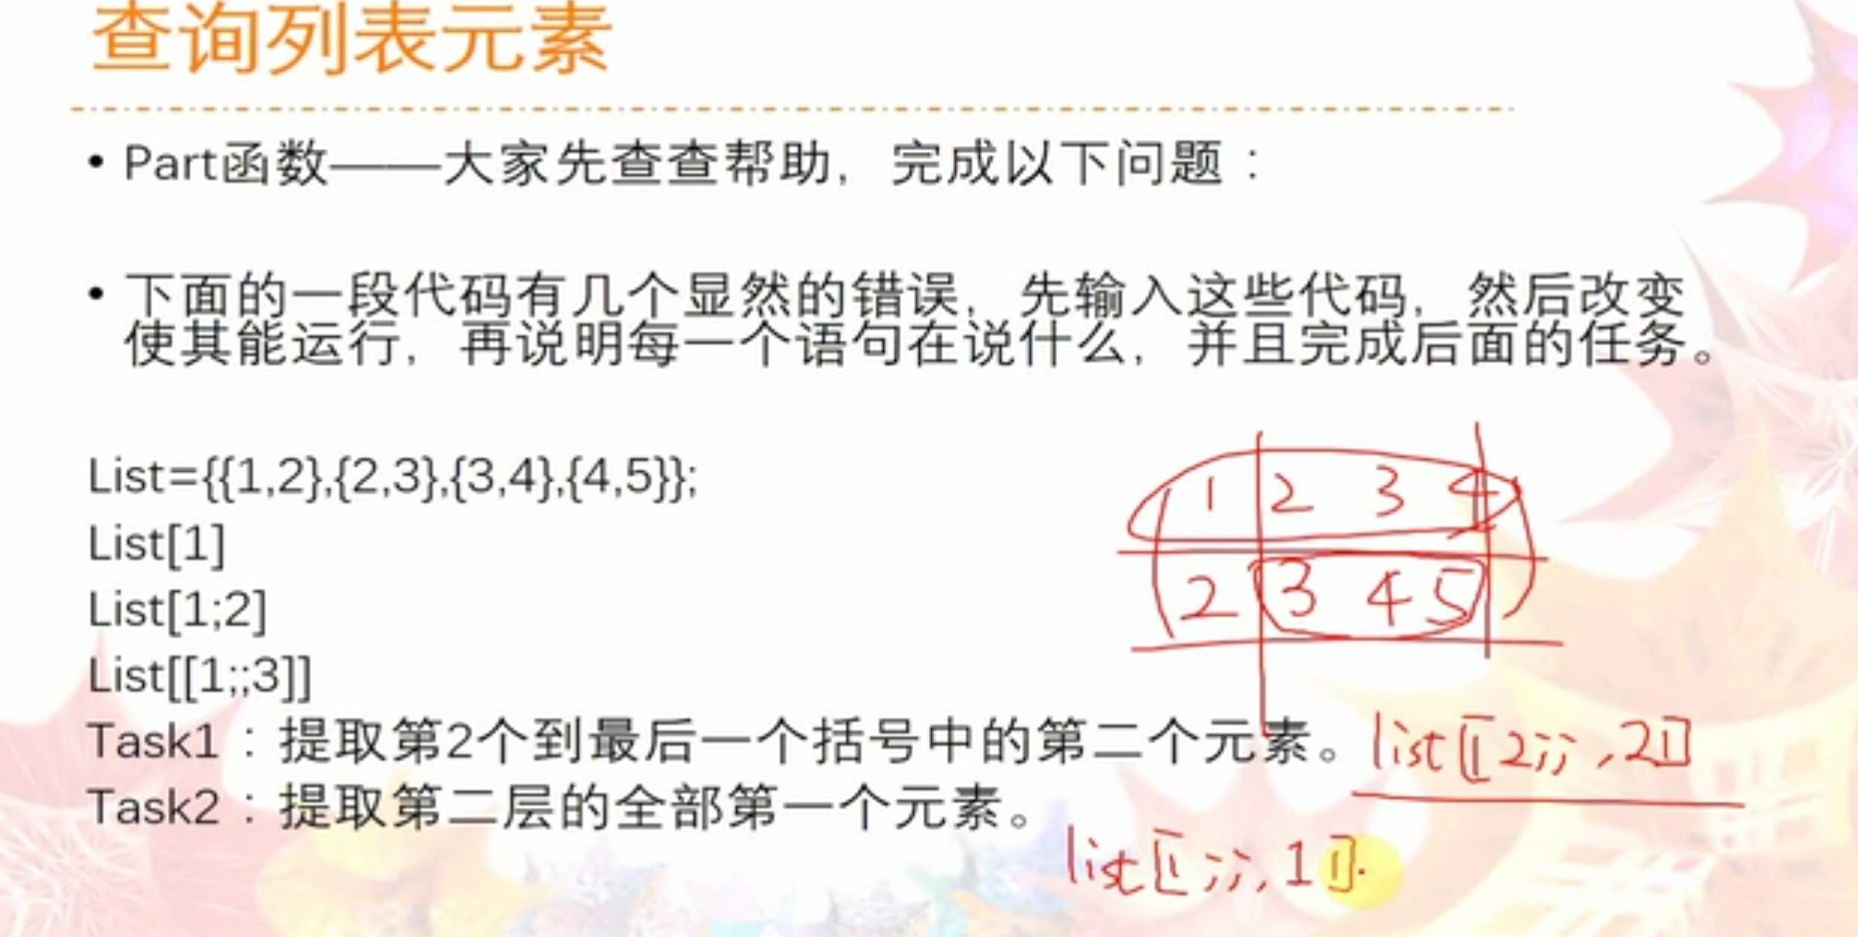 查询列表元素
• Part函数——大家先查查帮助，完成以下问题：
• 下面的一段代码有几个显然的错误，先输入这些代码，然后改变
使其能运行，再说明每一个语句在说什么，并且完成后面的任务。
List={{1,2},{2,3},{3,4},{4,5}};
List[1]
List[1;2]
List[[1;;3]]
1 2 3 4
2 3 4 5
Task1：提取第2个到最后一个括号中的第二个元素。 list[[2;; ,2]]
Task2：提取第二层的全部第一个元素。
list[[;;,1]].